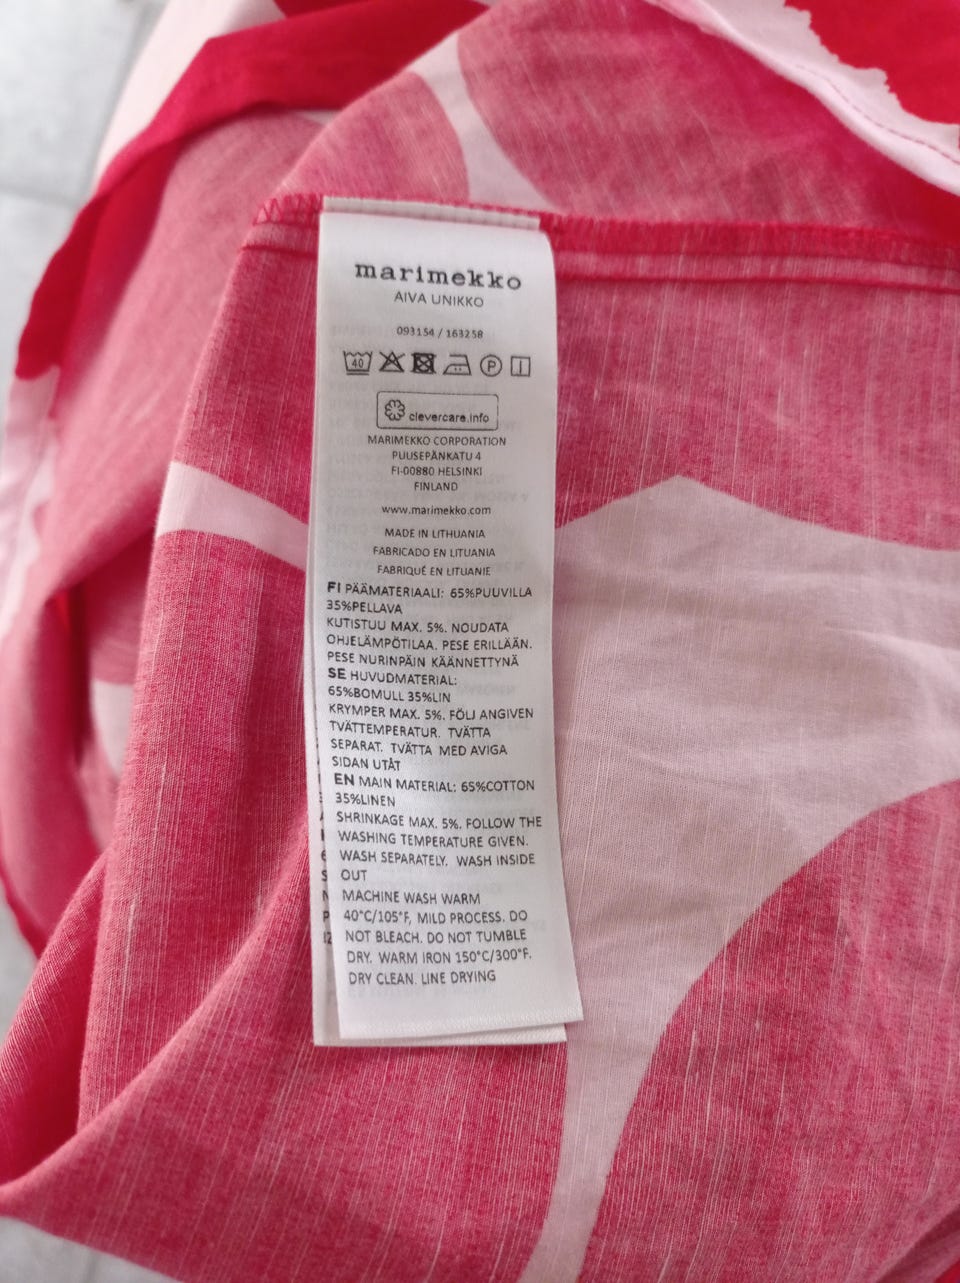 marimekko
AIVA UNIKKO
093154 / 163258
40 P
clevercare.info
MARIMEKKO CORPORATION
PUUSEPÄNKATU 4
FI-00880 HELSINKI
FINLAND
www.marimekko.com
MADE IN LITHUANIA
FABRICADO EN LITUANIA
FABRIQUÉ EN LITUANIE
FI PÄÄMATERIAALI: 65%PUUVILLA
35%PELLAVA
KUTISTUU MAX. 5%. NOUDATA
OHJELÄMPÖTILAA. PESE ERILLÄÄN.
PESE NURINPÄIN KÄÄNNETTYNÄ
SE HUVUDMATERIAL:
65%BOMULL 35%LIN
KRYMPER MAX. 5%. FÖLJ ANGIVEN
TVÄTTEMPERATUR. TVÄTTA
SEPARAT. TVÄTTA MED AVIGA
SIDAN UTÅT
EN MAIN MATERIAL: 65%COTTON
35%LINEN
SHRINKAGE MAX. 5%. FOLLOW THE
WASHING TEMPERATURE GIVEN.
WASH SEPARATELY. WASH INSIDE
OUT
MACHINE WASH WARM
40°C/105°F, MILD PROCESS. DO
NOT BLEACH. DO NOT TUMBLE
DRY. WARM IRON 150°C/300°F.
DRY CLEAN. LINE DRYING